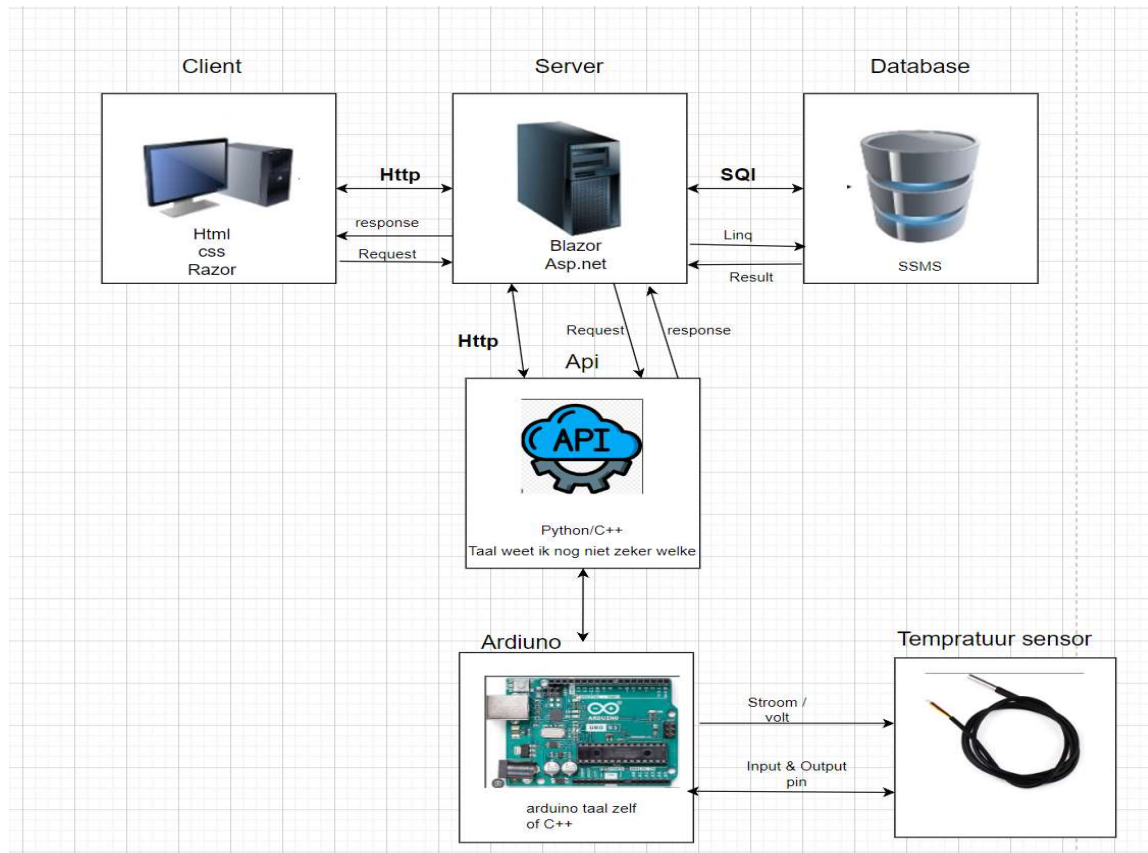 Client
Server
Database
Http
response
Request
Html
css
Razor
Blazor
Asp.net
SQl
Linq
Result
SSMS
Http
Request
response
Api
API
Python/C++
Taal weet ik nog niet zeker welke
Ardiuno
ARDUINO
arduino taal zelf
of C++
Stroom /
volt
Input & Output
pin
Tempratuur sensor